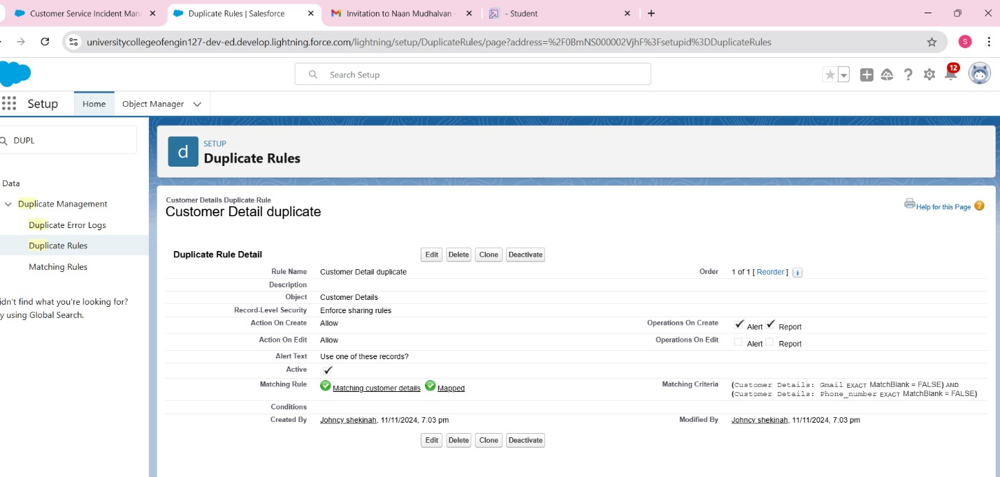 Customer Service Incident Man
Duplicate Rules | Salesforce
Invitation to Naan Mudhalvan -
- Student
universitycollegeofengin127-dev-ed.develop.lightning.force.com/lightning/setup/DuplicateRules/page?address=%2F0BmNS000002VjhF%3Fsetupid%3DDuplicateRules
S
Search Setup
12
Setup
Home
Object Manager
DUPL
d
SETUP
Duplicate Rules
Data
Duplicate Management
Duplicate Error Logs
Duplicate Rules
Matching Rules
idn't find what you're looking for?
y using Global Search.
Customer Details Duplicate Rule
Customer Detail duplicate
Help for this Page ?
Duplicate Rule Detail
Edit Delete Clone Deactivate
Rule Name Customer Detail duplicate Order 1 of 1 [ Reorder ] i
Description
Object Customer Details
Record-Level Security Enforce sharing rules
Action On Create Allow Operations On Create Alert Report
Action On Edit Allow Operations On Edit Alert Report
Alert Text Use one of these records?
Active
Matching Rule Matching customer details Mapped Matching Criteria (Customer Details: Gmail EXACT MatchBlank = FALSE) AND
(Customer Details: Phone_number EXACT MatchBlank = FALSE)
Conditions
Created By Johncy shekinah, 11/11/2024, 7:03 pm Modified By Johncy shekinah, 11/11/2024, 7:03 pm
Edit Delete Clone Deactivate